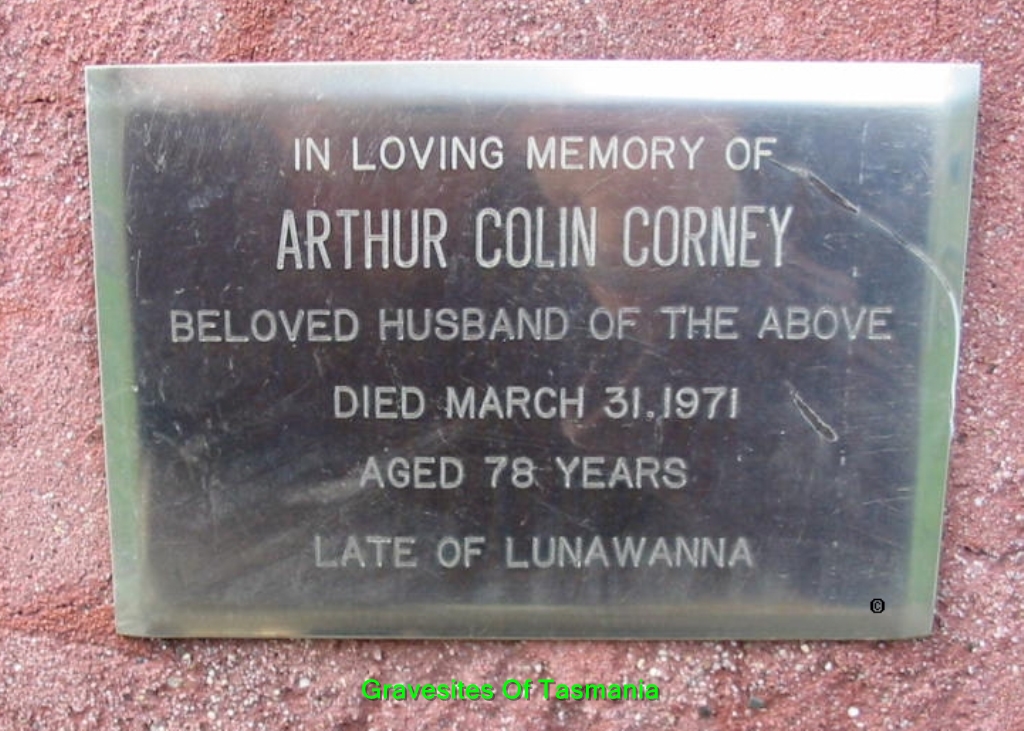 IN LOVING MEMORY OF
ARTHUR COLIN CORNEY
BELOVED HUSBAND OF THE ABOVE
DIED MARCH 31, 1971
AGED 78 YEARS
LATE OF LUNAWANNA
©
Gravesites Of Tasmania